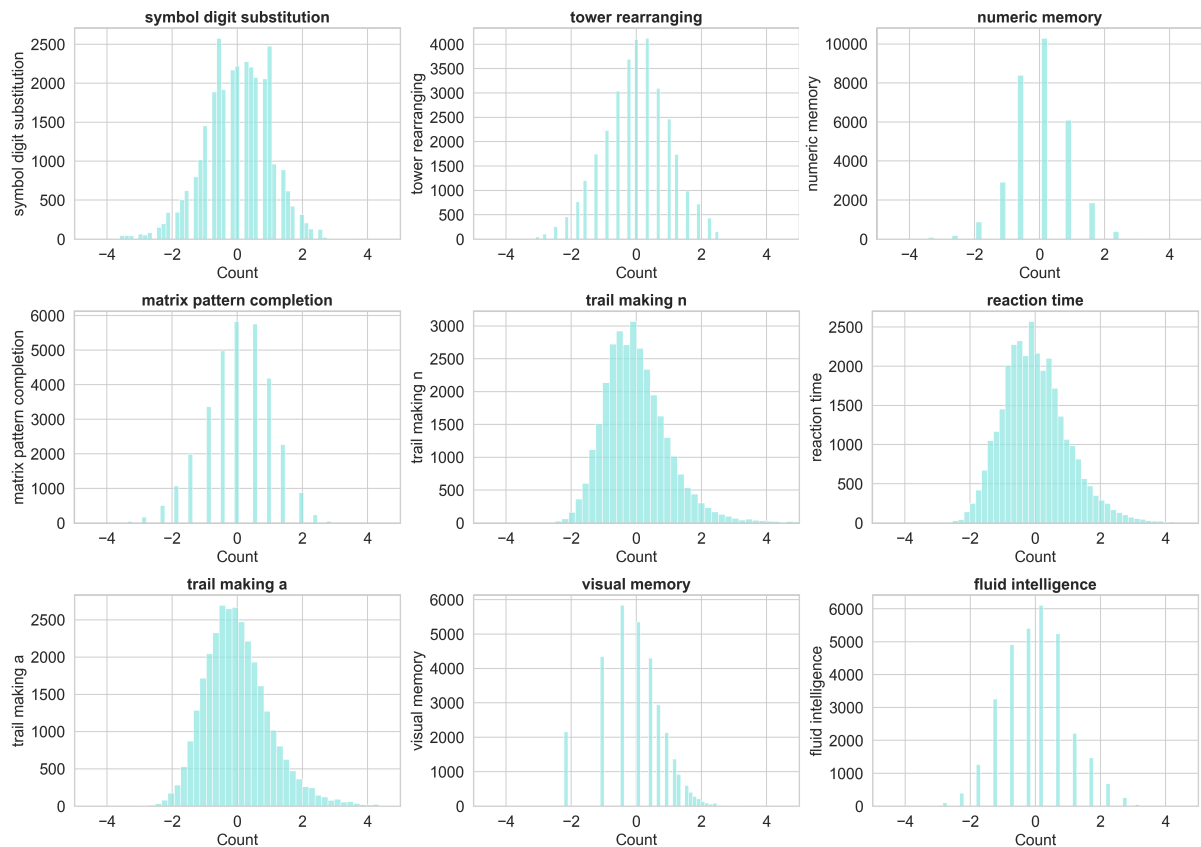 symbol digit substitution
symbol digit substitution
2500
2000
1500
1000
500
0
−4 −2 0 2 4
Count
tower rearranging
tower rearranging
4000
3500
3000
2500
2000
1500
1000
500
0
−4 −2 0 2 4
Count
numeric memory
numeric memory
10000
8000
6000
4000
2000
0
−4 −2 0 2 4
Count
matrix pattern completion
matrix pattern completion
6000
5000
4000
3000
2000
1000
0
−4 −2 0 2 4
Count
trail making n
trail making n
3000
2500
2000
1500
1000
500
0
−4 −2 0 2 4
Count
reaction time
reaction time
2500
2000
1500
1000
500
0
−4 −2 0 2 4
Count
trail making a
trail making a
2500
2000
1500
1000
500
0
−4 −2 0 2 4
Count
visual memory
visual memory
6000
5000
4000
3000
2000
1000
0
−4 −2 0 2 4
Count
fluid intelligence
fluid intelligence
6000
5000
4000
3000
2000
1000
0
−4 −2 0 2 4
Count